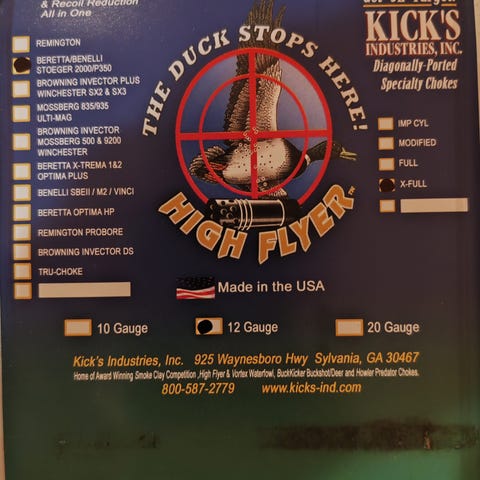 & Recoil Reduction
All in One
REMINGTON
BERETTA/BENELLI
STOEGER 2000/P350
BROWNING INVECTOR PLUS
WINCHESTER SX2 & SX3
MOSSBERG 835/935
ULTI-MAG
BROWNING INVECTOR
MOSSBERG 500 & 9200
WINCHESTER
BERETTA X-TREMA 1&2
OPTIMA PLUS
BENELLI SBEII / M2 / VINCI
BERETTA OPTIMA HP
REMINGTON PROBORE
BROWNING INVECTOR DS
TRU-CHOKE
THE DUCK STOPS HERE!
HIGH FLYER™
KICK'S
INDUSTRIES, INC.
Diagonally-Ported
Specialty Chokes
IMP CYL
MODIFIED
FULL
X-FULL
Made in the USA
10 Gauge
12 Gauge
20 Gauge
Kick's Industries, Inc. 925 Waynesboro Hwy Sylvania, GA 30467
Home of Award Winning Smoke Clay Competition ,High Flyer & Vortex Waterfowl, BuckKicker Buckshot/Deer and Howler Predator Chokes.
800-587-2779 www.kicks-ind.com